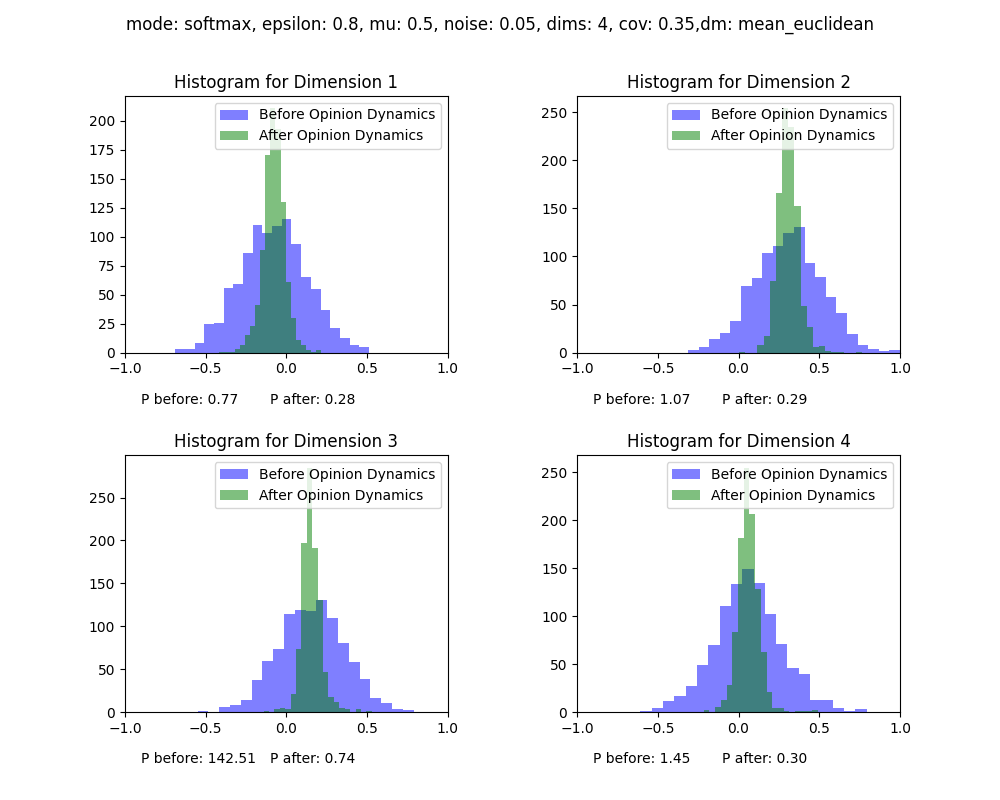 mode: softmax, epsilon: 0.8, mu: 0.5, noise: 0.05, dims: 4, cov: 0.35,dm: mean_euclidean
Histogram for Dimension 1
Before Opinion Dynamics
After Opinion Dynamics
200
175
150
125
100
75
50
25
0
−1.0 −0.5 0.0 0.5 1.0
P before: 0.77 P after: 0.28
Histogram for Dimension 2
Before Opinion Dynamics
After Opinion Dynamics
250
200
150
100
50
0
−1.0 −0.5 0.0 0.5 1.0
P before: 1.07 P after: 0.29
Histogram for Dimension 3
Before Opinion Dynamics
After Opinion Dynamics
250
200
150
100
50
0
−1.0 −0.5 0.0 0.5 1.0
P before: 142.51 P after: 0.74
Histogram for Dimension 4
Before Opinion Dynamics
After Opinion Dynamics
250
200
150
100
50
0
−1.0 −0.5 0.0 0.5 1.0
P before: 1.45 P after: 0.30